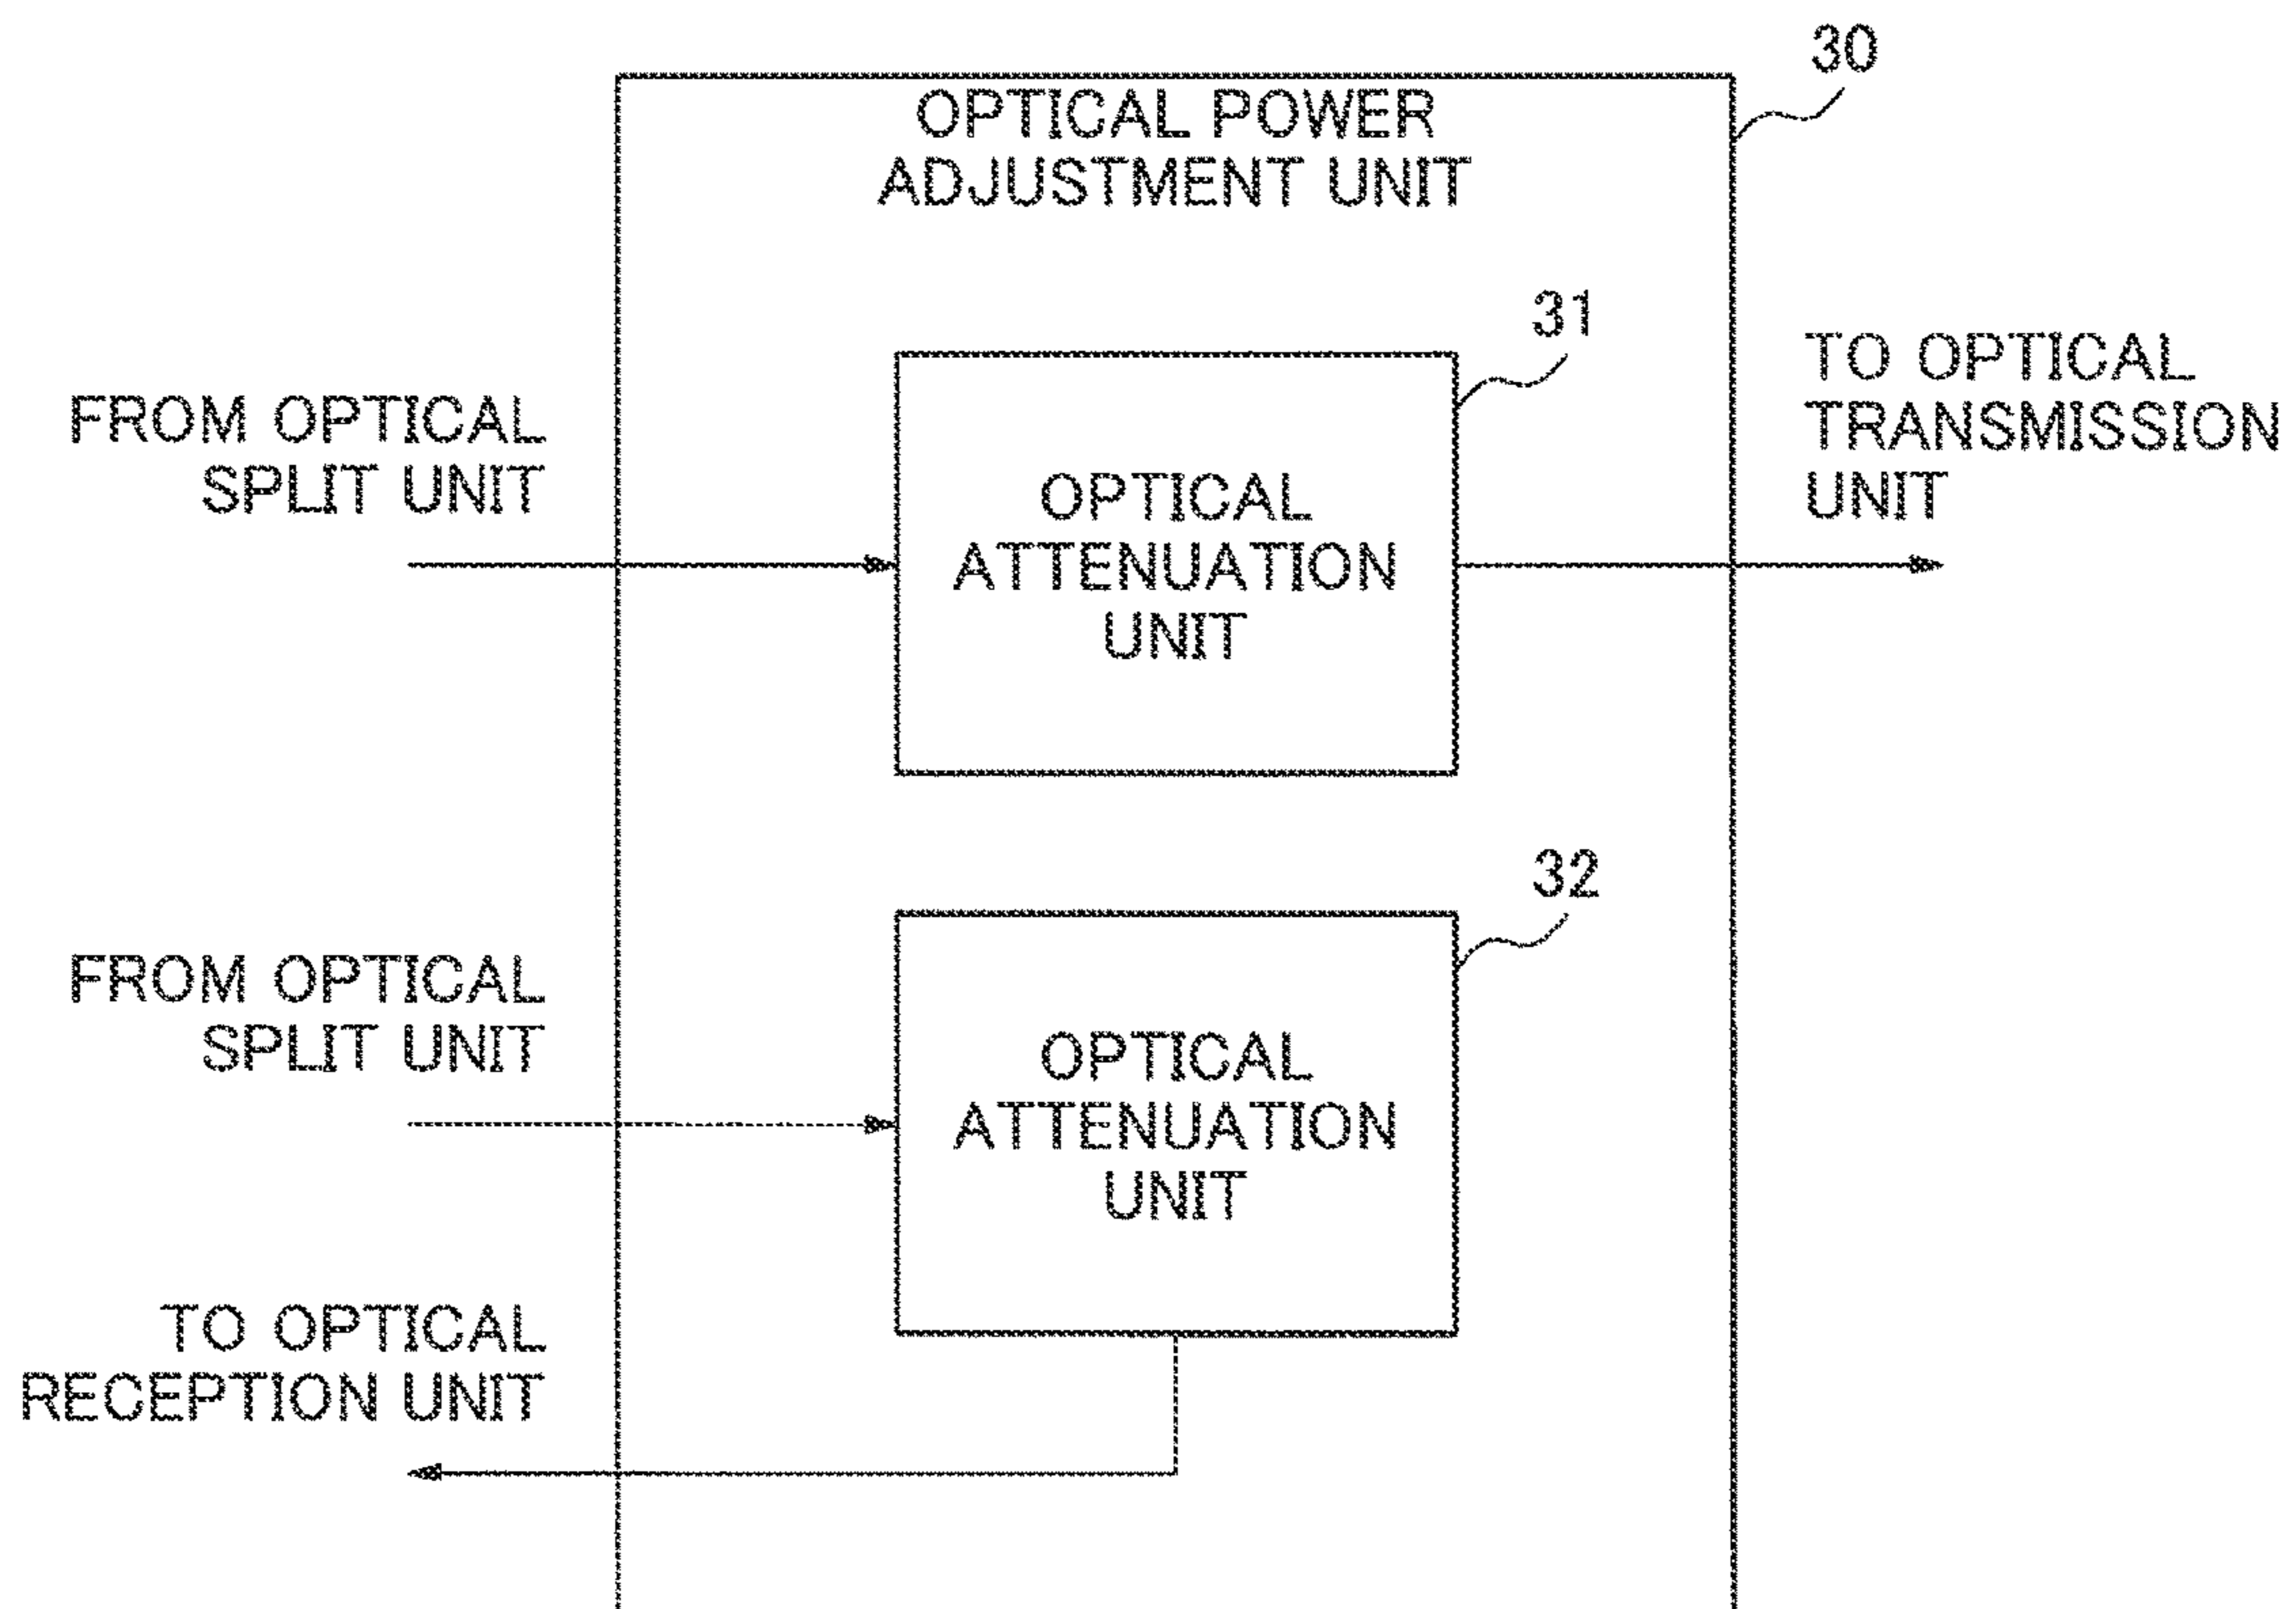 30
OPTICAL POWER
ADJUSTMENT UNIT
31
FROM OPTICAL
SPLIT UNIT
OPTICAL
ATTENUATION
UNIT
TO OPTICAL
TRANSMISSION
UNIT
32
FROM OPTICAL
SPLIT UNIT
OPTICAL
ATTENUATION
UNIT
TO OPTICAL
RECEPTION UNIT